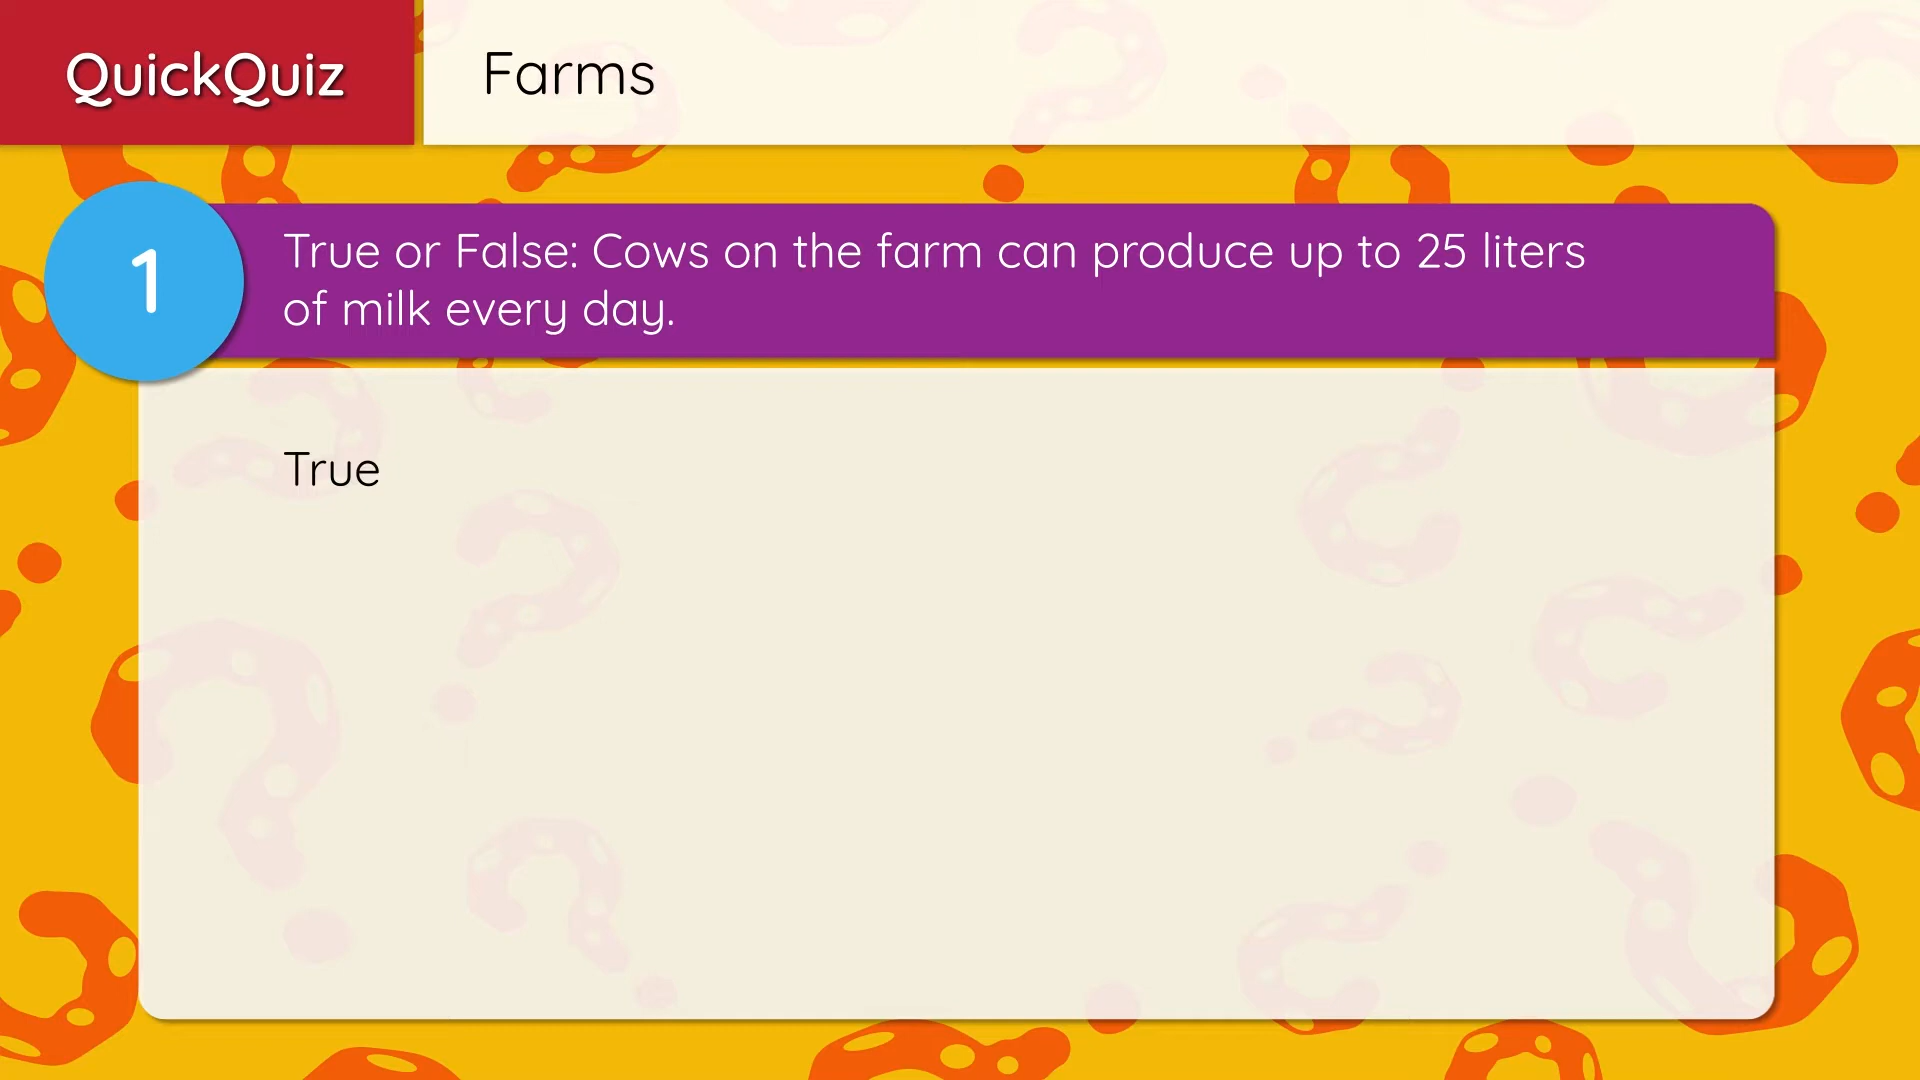 QuickQuiz
Farms
1
True or False: Cows on the farm can produce up to 25 liters
of milk every day.
True